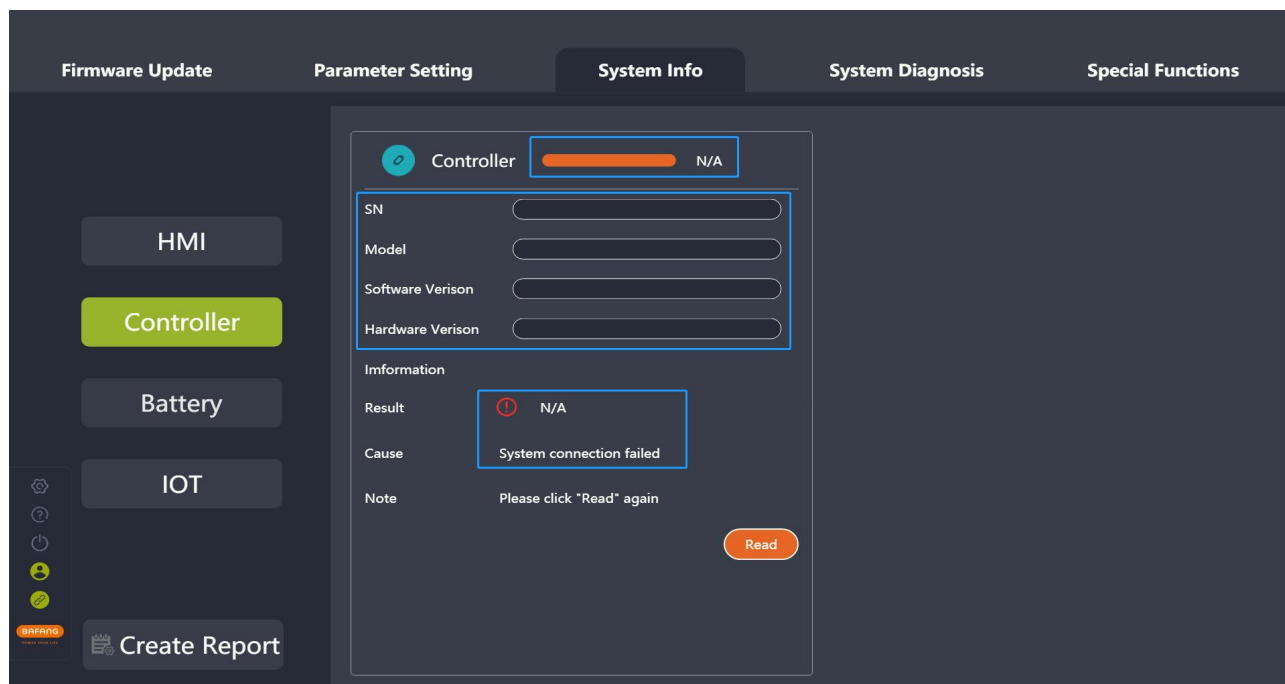 Firmware Update
Parameter Setting
System Info
System Diagnosis
Special Functions
HMI
Controller
Battery
IOT
BAFANG
Create Report
Controller N/A
SN
Model
Software Verison
Hardware Verison
Imformation
Result N/A
Cause System connection failed
Note Please click "Read" again
Read